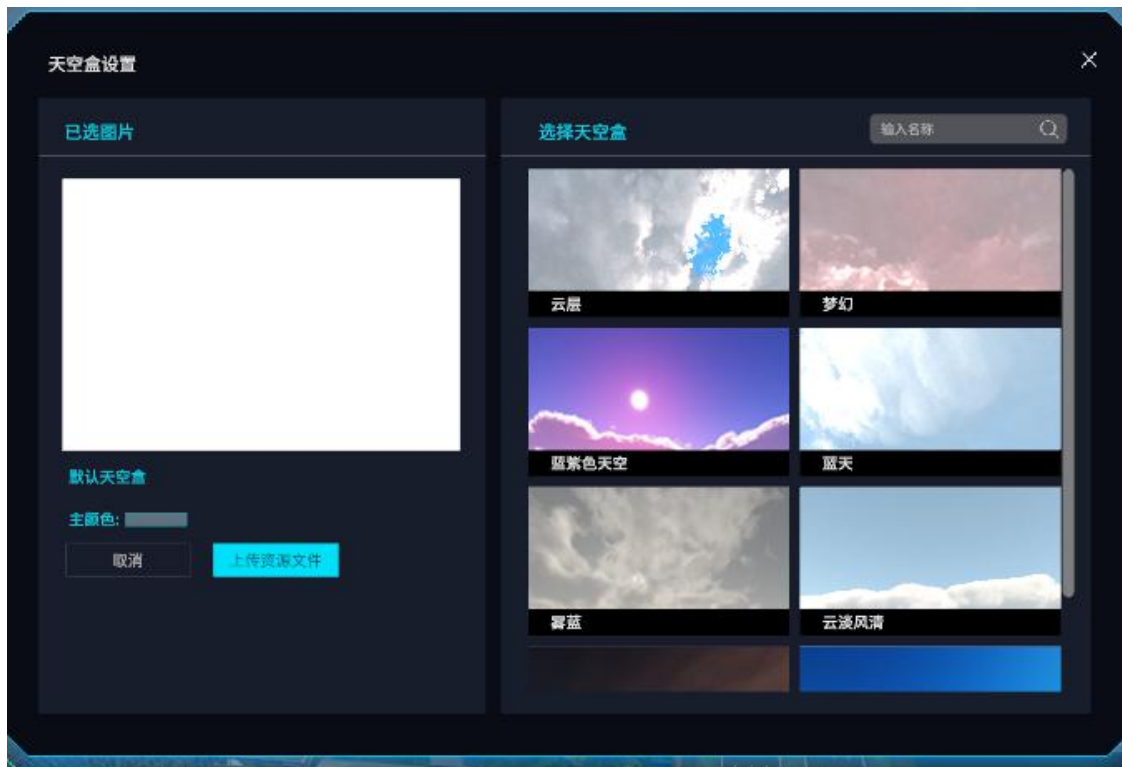 天空盒设置
已选图片
默认天空盒
主颜色:
取消
上传资源文件
选择天空盒
输入名称
云层
梦幻
蓝紫色天空
蓝天
雾蓝
云淡风清